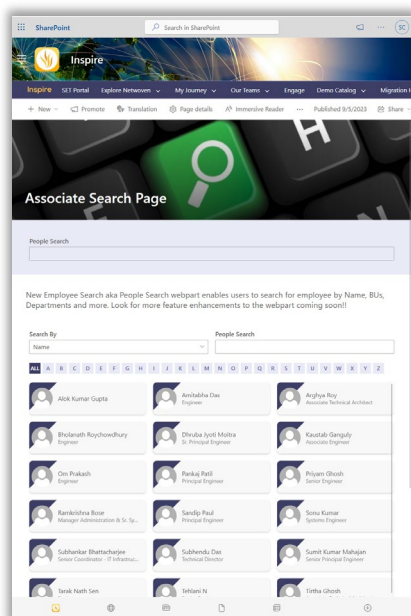 SharePoint
Search in SharePoint
SC
Inspire
Inspire SET Portal Explore Netwoven My Journey Our Teams Engage Demo Catalog Migration
+ New Promote Translation Page details Immersive Reader ... Published 9/5/2023 Share
H
Associate Search Page
People Search
New Employee Search aka People Search webpart enables users to search for employee by Name, BUs,
Departments and more. Look for more feature enhancements to the webpart coming soon!!
Search By People Search
Name
ALL A B C D E F G H I J K L M N O P Q R S T U V W X Y Z
Alok Kumar Gupta
Amitabha Das
Engineer
Arghya Roy
Associate Technical Architect
Bholanath Roychowdhury
Engineer
Dhruba Jyoti Moitra
Sr. Principal Engineer
Kaustab Ganguly
Associate Engineer
Om Prakash
Engineer
Pankaj Patil
Principal Engineer
Priyam Ghosh
Senior Engineer
Ramkrishna Bose
Manager Administration & Sr. Sy...
Sandip Paul
Principal Engineer
Sonu Kumar
Systems Engineer
Subhankar Bhattacharjee
Senior Coordinator - IT Infrastruc...
Subhendu Das
Technical Director
Sumit Kumar Mahajan
Senior Principal Engineer
Tarak Nath Sen
Tehlani N
Tirtha Ghosh